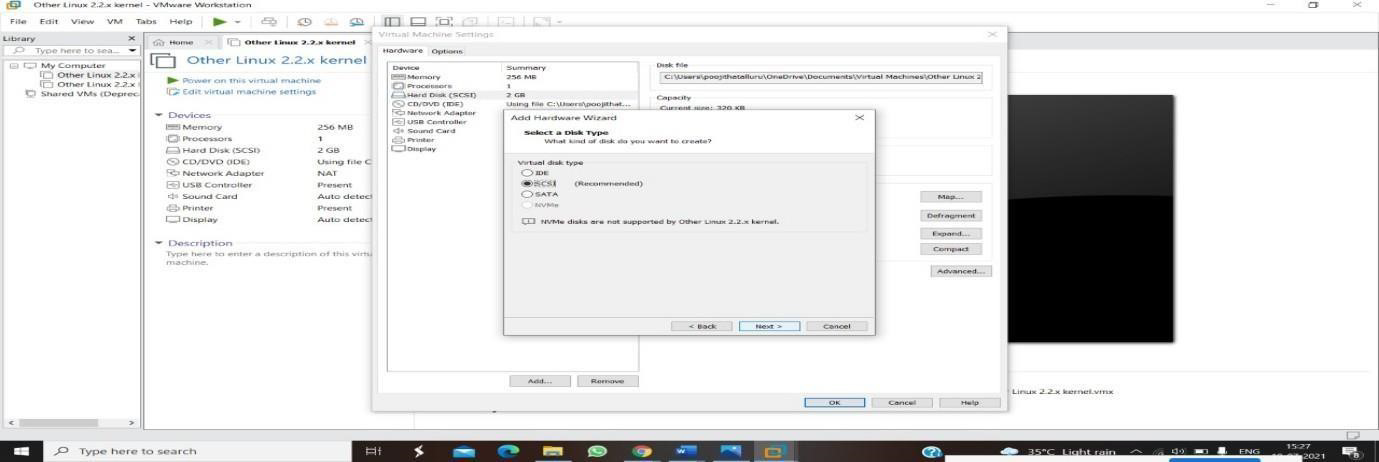 Other Linux 2.2.x kernel - VMware Workstation
File Edit View VM Tabs Help
Library
Type here to sea...
My Computer
Other Linux 2.2.x
Other Linux 2.2.x
Shared VMs (Deprec
Home
Other Linux 2.2.x kernel
Other Linux 2.2.x kernel
Power on this virtual machine
Edit virtual machine settings
Devices
Memory 256 MB
Processors 1
Hard Disk (SCSI) 2 GB
CD/DVD (IDE) Using file C
Network Adapter NAT
USB Controller Present
Sound Card Auto detec
Printer Present
Display Auto detec
Description
Type here to enter a description of this virtu
machine.
Virtual Machine Settings
Hardware Options
Device Summary
Memory 256 MB
Processors 1
Hard Disk (SCSI) 2 GB
CD/DVD (IDE) Using file C:\Users\poojithat...
Network Adapter
USB Controller
Sound Card
Printer
Display
Add... Remove
Disk file
C:\Users\poojithatalluru\OneDrive\Documents\Virtual Machines\Other Linux 2
Capacity
Current size: 320 KB
Map...
Defragment
Expand...
Compact
Advanced...
OK Cancel Help
Add Hardware Wizard
Select a Disk Type
What kind of disk do you want to create?
Virtual disk type
IDE
SCSI (Recommended)
SATA
NVMe
NVMe disks are not supported by Other Linux 2.2.x kernel.
< Back Next > Cancel
Linux 2.2.x kernel.vmx
Type here to search
35°C Light rain
ENG
15:27
2021